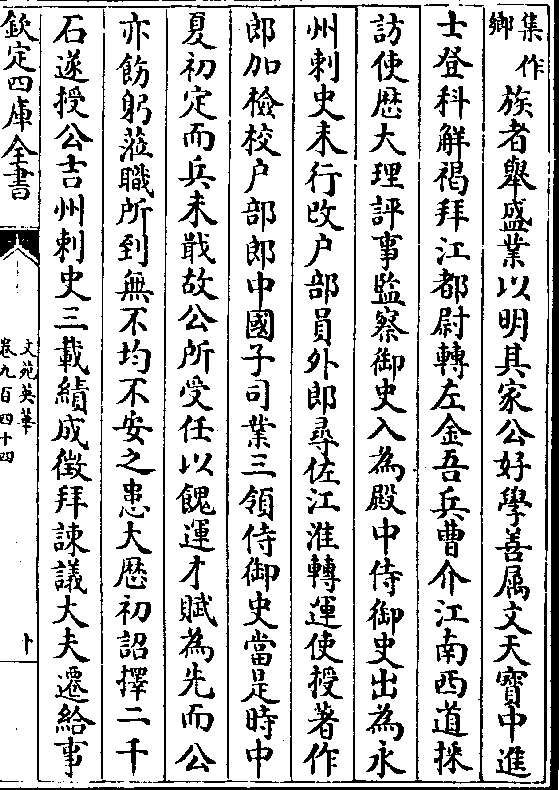 集作
鄉
族者舉盛業以明其家公好學善属文天寶中進
士登科解褐拜江都尉轉左金吾兵曹介江南西道採
訪使歴大理評事監察御史入為殿中侍御史出為永
州刺史未行改户部員外郎尋佐江淮轉運使授著作
郎加檢校户部郎中國子司業三領侍御史當是時中
夏初定而兵未戢故公所受任以餽運才賦為先而公
亦飭躬蒞職所到無不均不安之患大歴初詔擇二千
石遂授公吉州刺史三載績成徴拜諫議大夫遷給事
欽定四庫全書
文苑英華
卷九百四十四